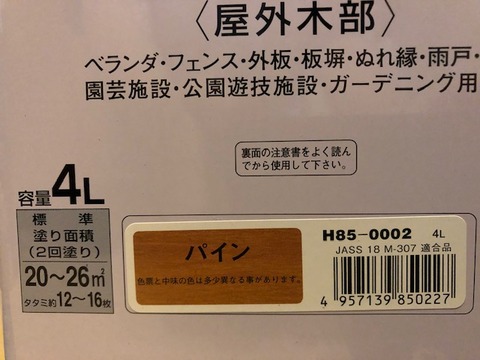 〈屋外木部〉
ベランダ・フェンス・外板・板塀・ぬれ縁・雨戸・
園芸施設・公園遊技施設・ガーデニング用
裏面の注意書をよく読ん
でから使用して下さい。
容量4L
標準
塗り面積
(2回塗り)
20~26㎡
タタミ約12~16枚
パイン
色票と中味の色は多少異なる事があります。
H85-0002 4L
JASS 18 M-307 適合品
4 957139 850227